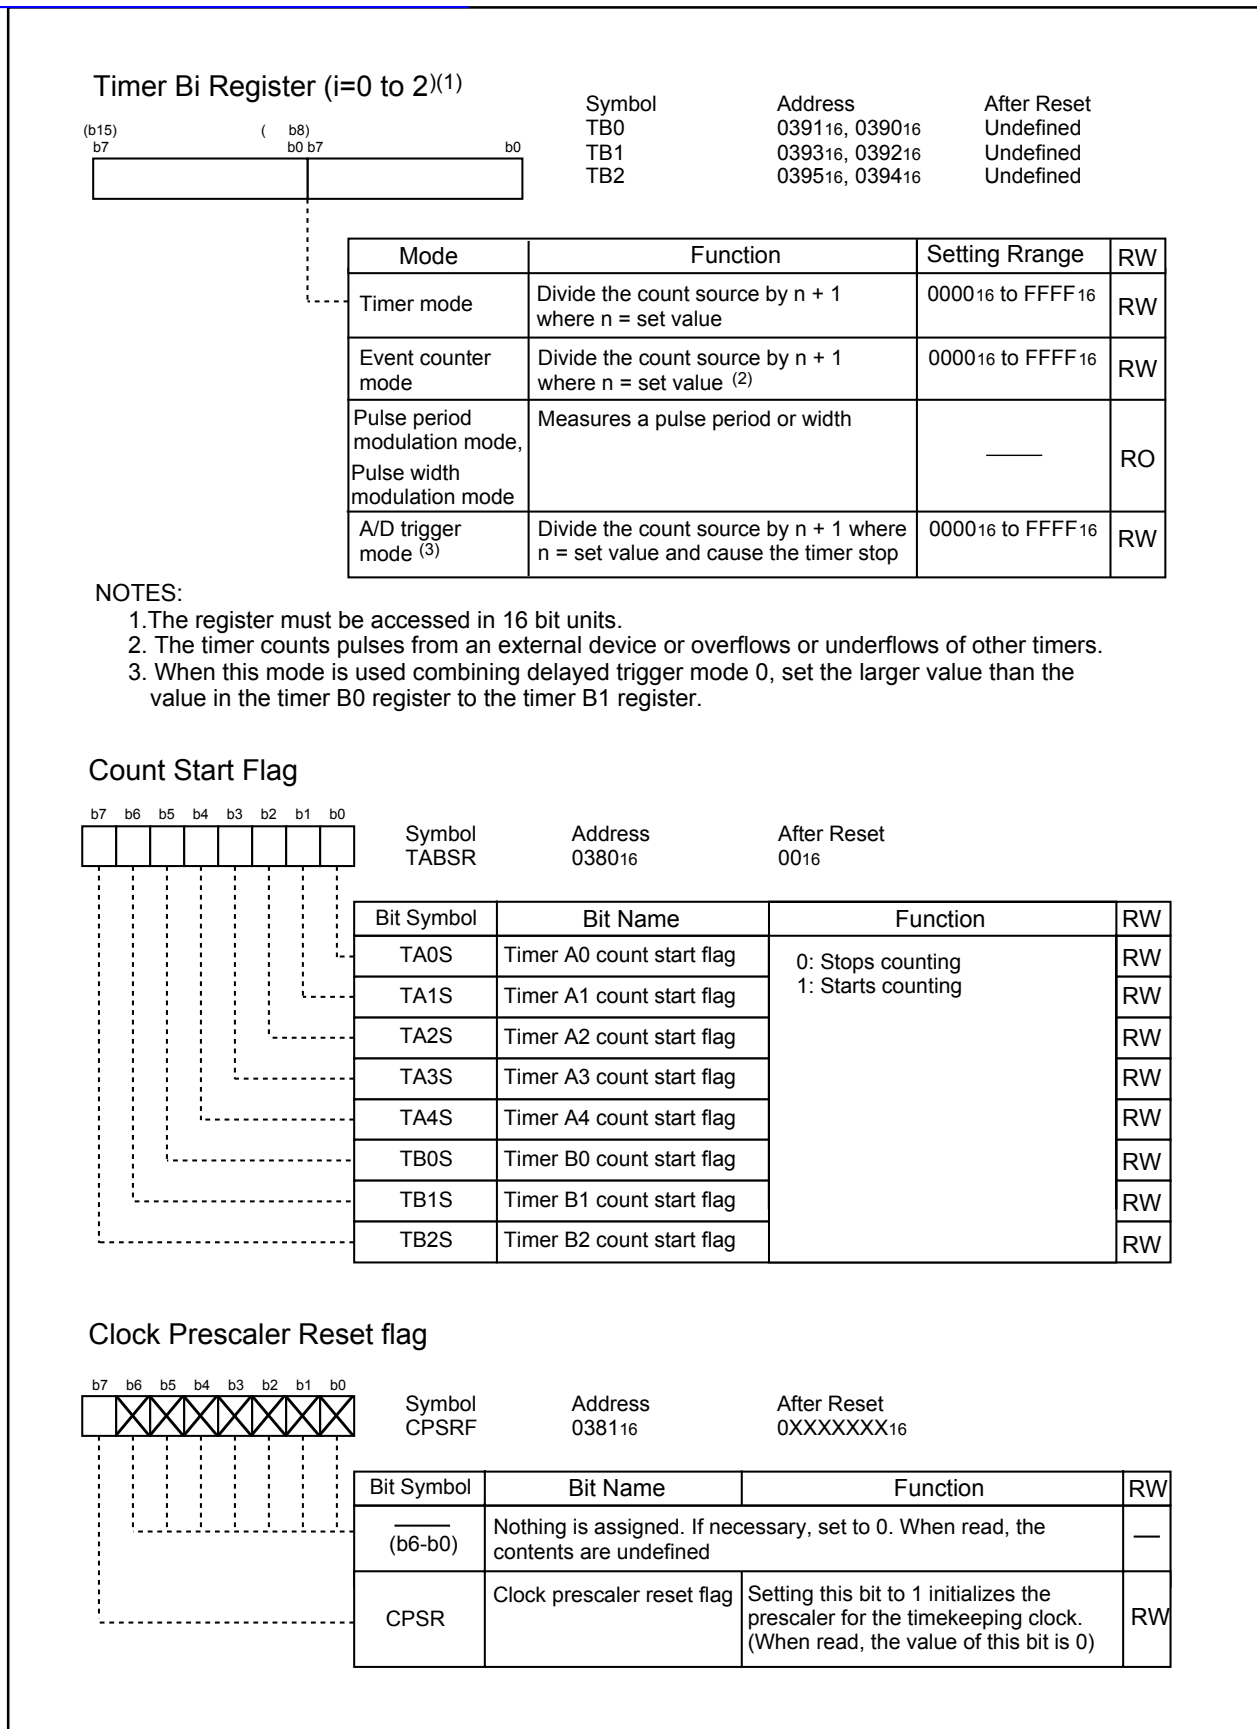 Timer Bi Register (i=0 to 2)(1)
(b15) ( b8)
b7 b0 b7 b0
Symbol Address After Reset
TB0 039116, 039016 Undefined
TB1 039316, 039216 Undefined
TB2 039516, 039416 Undefined
Mode Function Setting Rrange RW
Timer mode Divide the count source by n + 1 000016 to FFFF16 RW
where n = set value
Event counter Divide the count source by n + 1 000016 to FFFF16 RW
mode where n = set value (2)
Pulse period Measures a pulse period or width
modulation mode,
—— RO
Pulse width
modulation mode
A/D trigger Divide the count source by n + 1 where 000016 to FFFF16 RW
mode (3) n = set value and cause the timer stop
NOTES:
1.The register must be accessed in 16 bit units.
2. The timer counts pulses from an external device or overflows or underflows of other timers.
3. When this mode is used combining delayed trigger mode 0, set the larger value than the
value in the timer B0 register to the timer B1 register.
Count Start Flag
b7 b6 b5 b4 b3 b2 b1 b0
Symbol Address After Reset
TABSR 038016 0016
Bit Symbol Bit Name Function RW
TA0S Timer A0 count start flag 0: Stops counting RW
1: Starts counting
TA1S Timer A1 count start flag RW
TA2S Timer A2 count start flag RW
TA3S Timer A3 count start flag RW
TA4S Timer A4 count start flag RW
TB0S Timer B0 count start flag RW
TB1S Timer B1 count start flag RW
TB2S Timer B2 count start flag RW
Clock Prescaler Reset flag
b7 b6 b5 b4 b3 b2 b1 b0
Symbol Address After Reset
CPSRF 038116 0XXXXXXX16
Bit Symbol Bit Name Function RW
—— Nothing is assigned. If necessary, set to 0. When read, the —
(b6-b0) contents are undefined
Clock prescaler reset flag Setting this bit to 1 initializes the
CPSR prescaler for the timekeeping clock. RW
(When read, the value of this bit is 0)